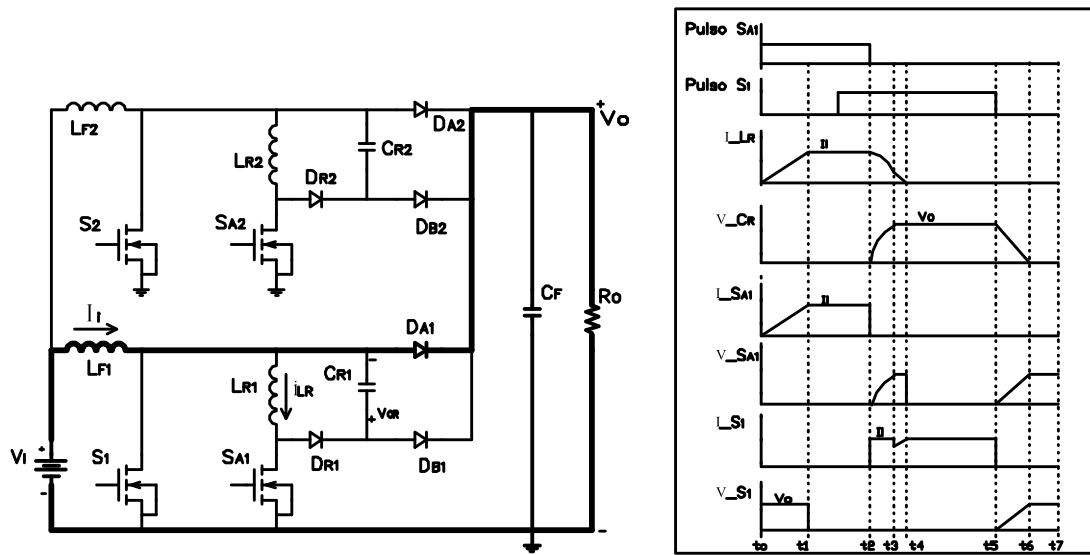 LF2
DA2
+
Vo
LR2
CR2
DR2
DB2
S2
SA2
CF
Ro
I1
LF1
DA1
LR1
iLR
CR1
-
+
VCR
DR1
DB1
VI
+
-
S1
SA1
-
Pulso SA1
Pulso S1
I_LR
II
V_CR
Vo
I_SA1
II
V_SA1
I_S1
II
V_S1
Vo
to t1 t2 t3 t4 t5 t6 t7